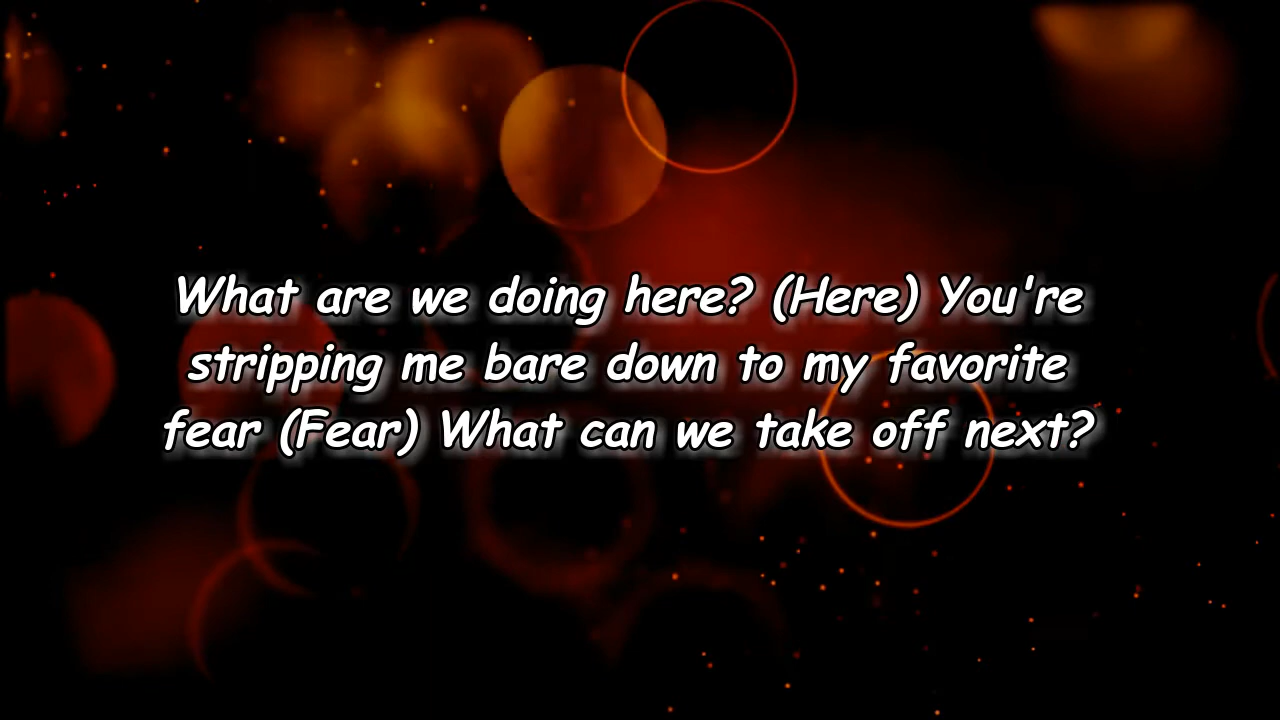 What are we doing here? (Here) You're
stripping me bare down to my favorite
fear (Fear) What can we take off next?